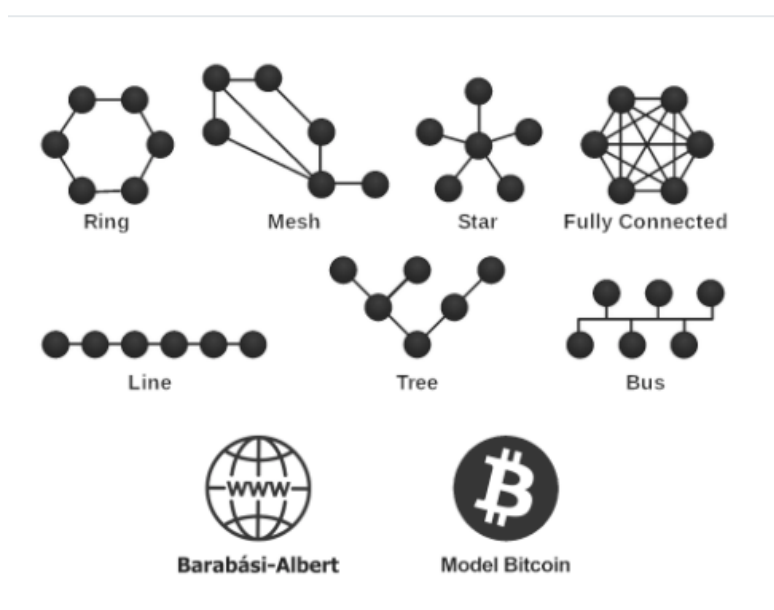 Ring
Mesh
Star
Fully Connected
Line
Tree
Bus
WWW
Barabási-Albert
Model Bitcoin